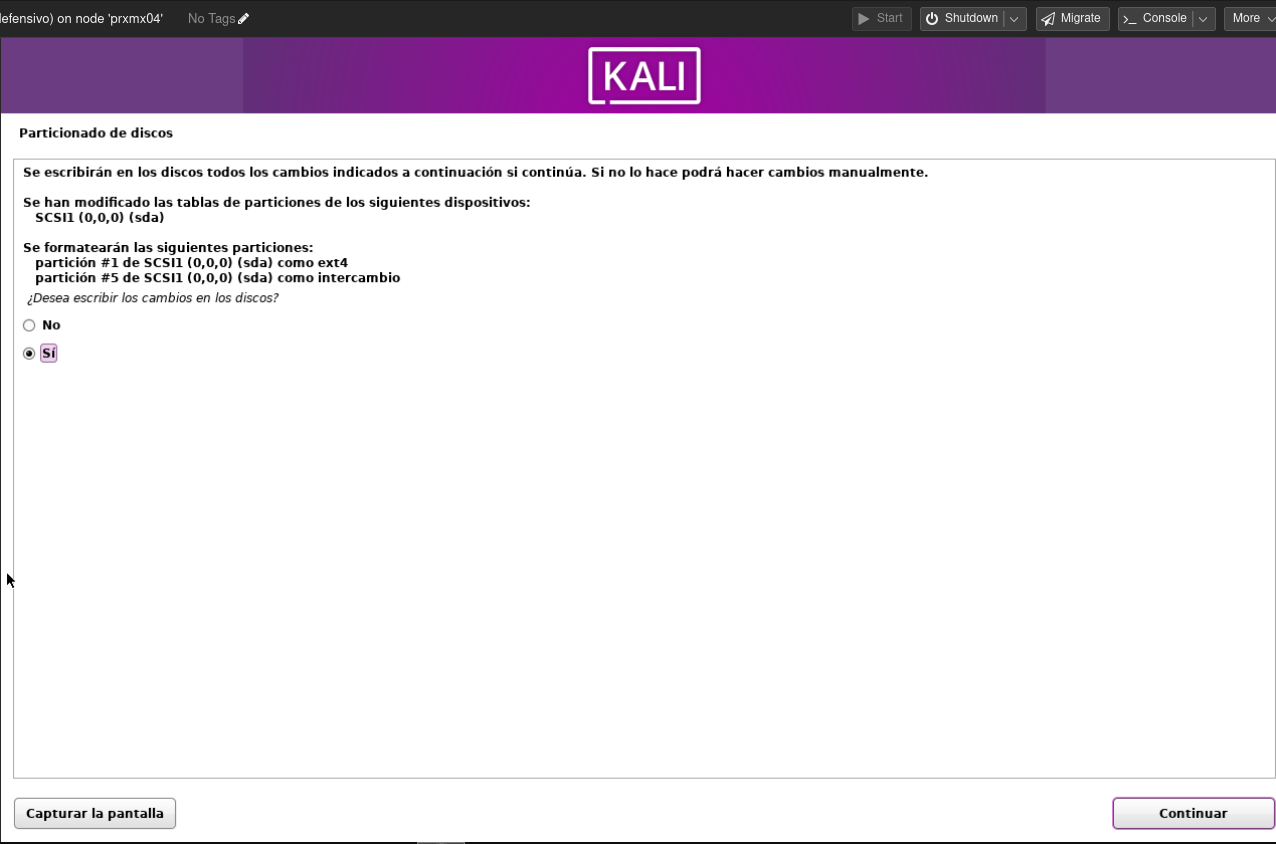 defensivo) on node 'prxmx04' No Tags Start Shutdown Migrate Console More
KALI
Particionado de discos
Se escribirán en los discos todos los cambios indicados a continuación si continúa. Si no lo hace podrá hacer cambios manualmente.
Se han modificado las tablas de particiones de los siguientes dispositivos:
SCSI1 (0,0,0) (sda)
Se formatearán las siguientes particiones:
partición #1 de SCSI1 (0,0,0) (sda) como ext4
partición #5 de SCSI1 (0,0,0) (sda) como intercambio
¿Desea escribir los cambios en los discos?
No
Sí
Capturar la pantalla Continuar